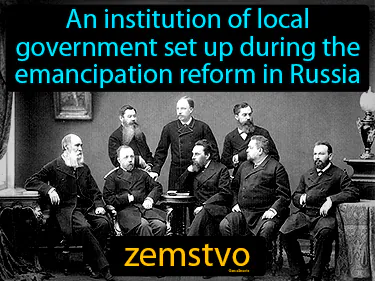 An institution of local
government set up during the
emancipation reform in Russia
zemstvo